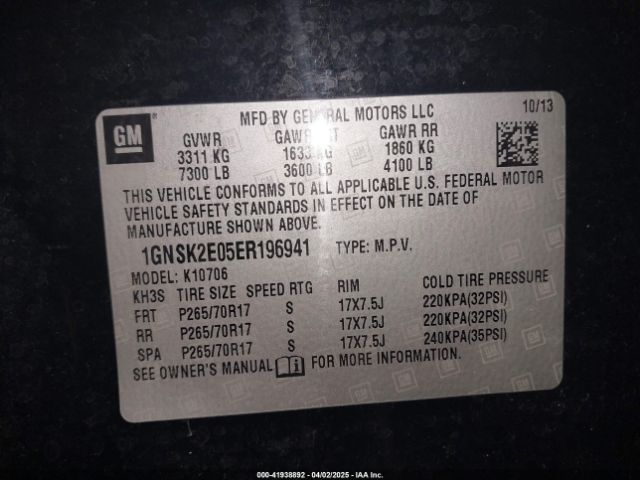 MFD BY GENERAL MOTORS LLC 10/13
GM ®
GVWR GAWR RR
3311 KG 1860 KG
7300 LB 3600 LB 4100 LB
THIS VEHICLE CONFORMS TO ALL APPLICABLE U.S. FEDERAL MOTOR
VEHICLE SAFETY STANDARDS IN EFFECT ON THE DATE OF
MANUFACTURE SHOWN ABOVE.
1GNSK2E05ER196941 TYPE: M.P.V.
MODEL: K10706
KH3S TIRE SIZE SPEED RTG RIM COLD TIRE PRESSURE
FRT P265/70R17 S 17X7.5J 220KPA(32PSI)
RR P265/70R17 S 17X7.5J 220KPA(32PSI)
SPA P265/70R17 S 17X7.5J 240KPA(35PSI)
SEE OWNER'S MANUAL FOR MORE INFORMATION.
000-41938892 - 04/02/2025 - IAA Inc.